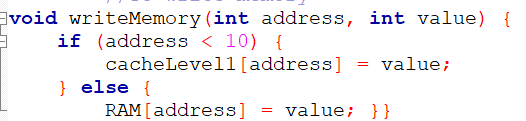 void writeMemory(int address, int value) {
if (address < 10) {
cacheLevel1[address] = value;
} else {
RAM[address] = value; }}